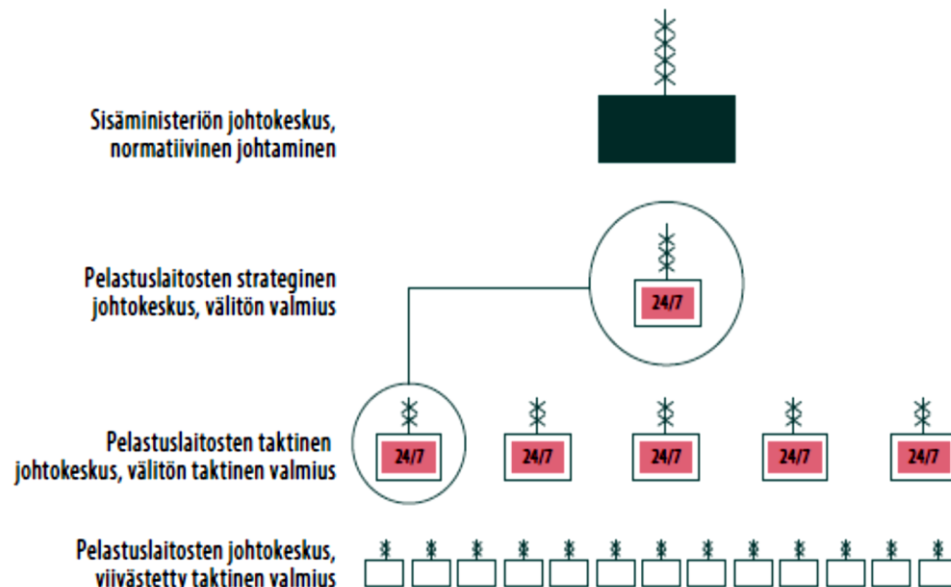 Sisäministeriön johtokeskus,
normatiivinen johtaminen
Pelastuslaitosten strateginen
johtokeskus, välitön valmius
24/7
Pelastuslaitosten taktinen
johtokeskus, välitön taktinen valmius
24/7 24/7 24/7 24/7 24/7
Pelastuslaitosten johtokeskus,
viivästetty taktinen valmius